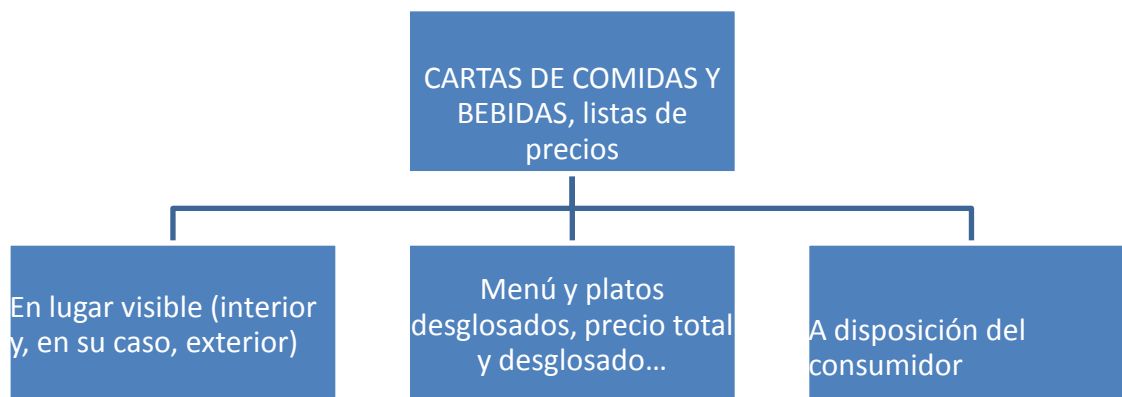 CARTAS DE COMIDAS Y
BEBIDAS, listas de
precios
En lugar visible (interior
y, en su caso, exterior)
Menú y platos
desglosados, precio total
y desglosado…
A disposición del
consumidor